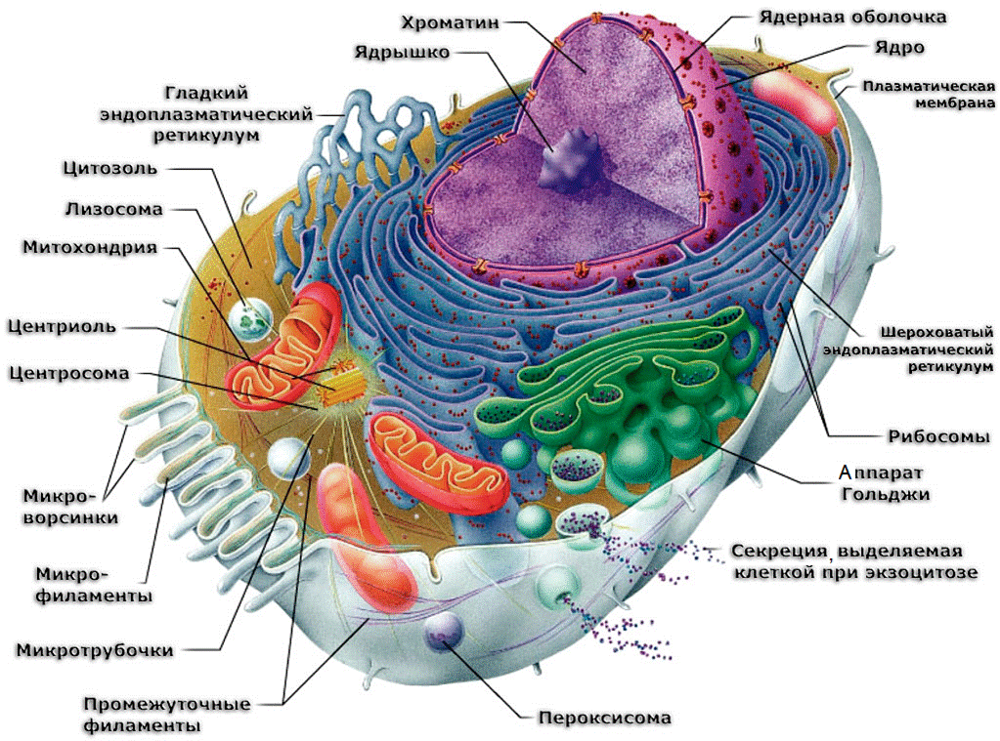 Хроматин
Ядрышко
Ядерная оболочка
Ядро
Плазматическая
мембрана
Гладкий
эндоплазматический
ретикулум
Цитозоль
Лизосома
Митохондрия
Центриоль
Центросома
Шероховатый
эндоплазматический
ретикулум
Рибосомы
Аппарат
Гольджи
Микро-
ворсинки
Секреция, выделяемая
клеткой при экзоцитозе
Микро-
филаменты
Микротрубочки
Промежуточные
филаменты
Пероксисома